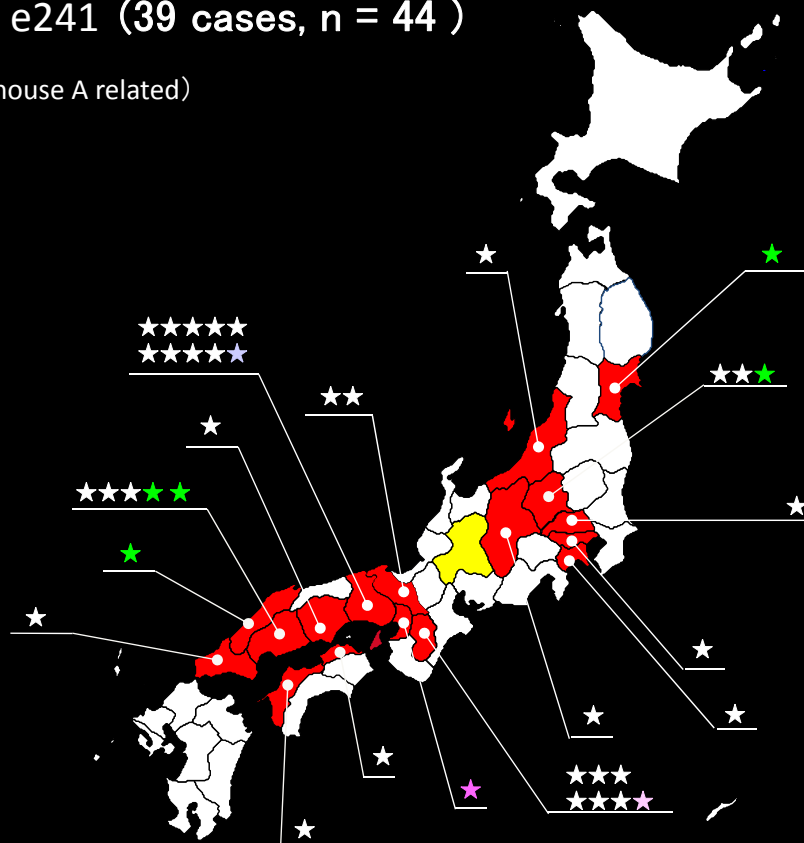 e241 (39 cases, n = 44 )
house A related）